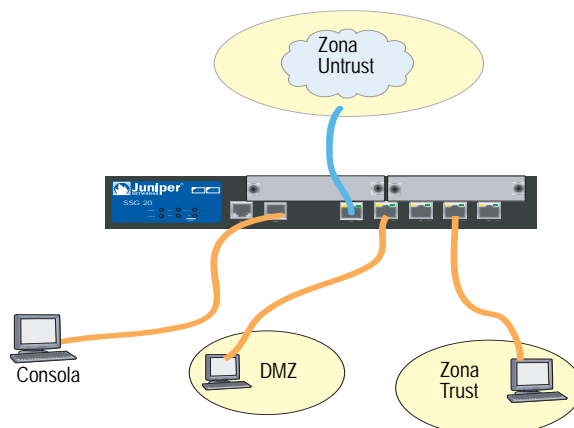 Zona
Untrust
Juniper
NETWORKS
SSG 20
Consola
DMZ
Zona
Trust